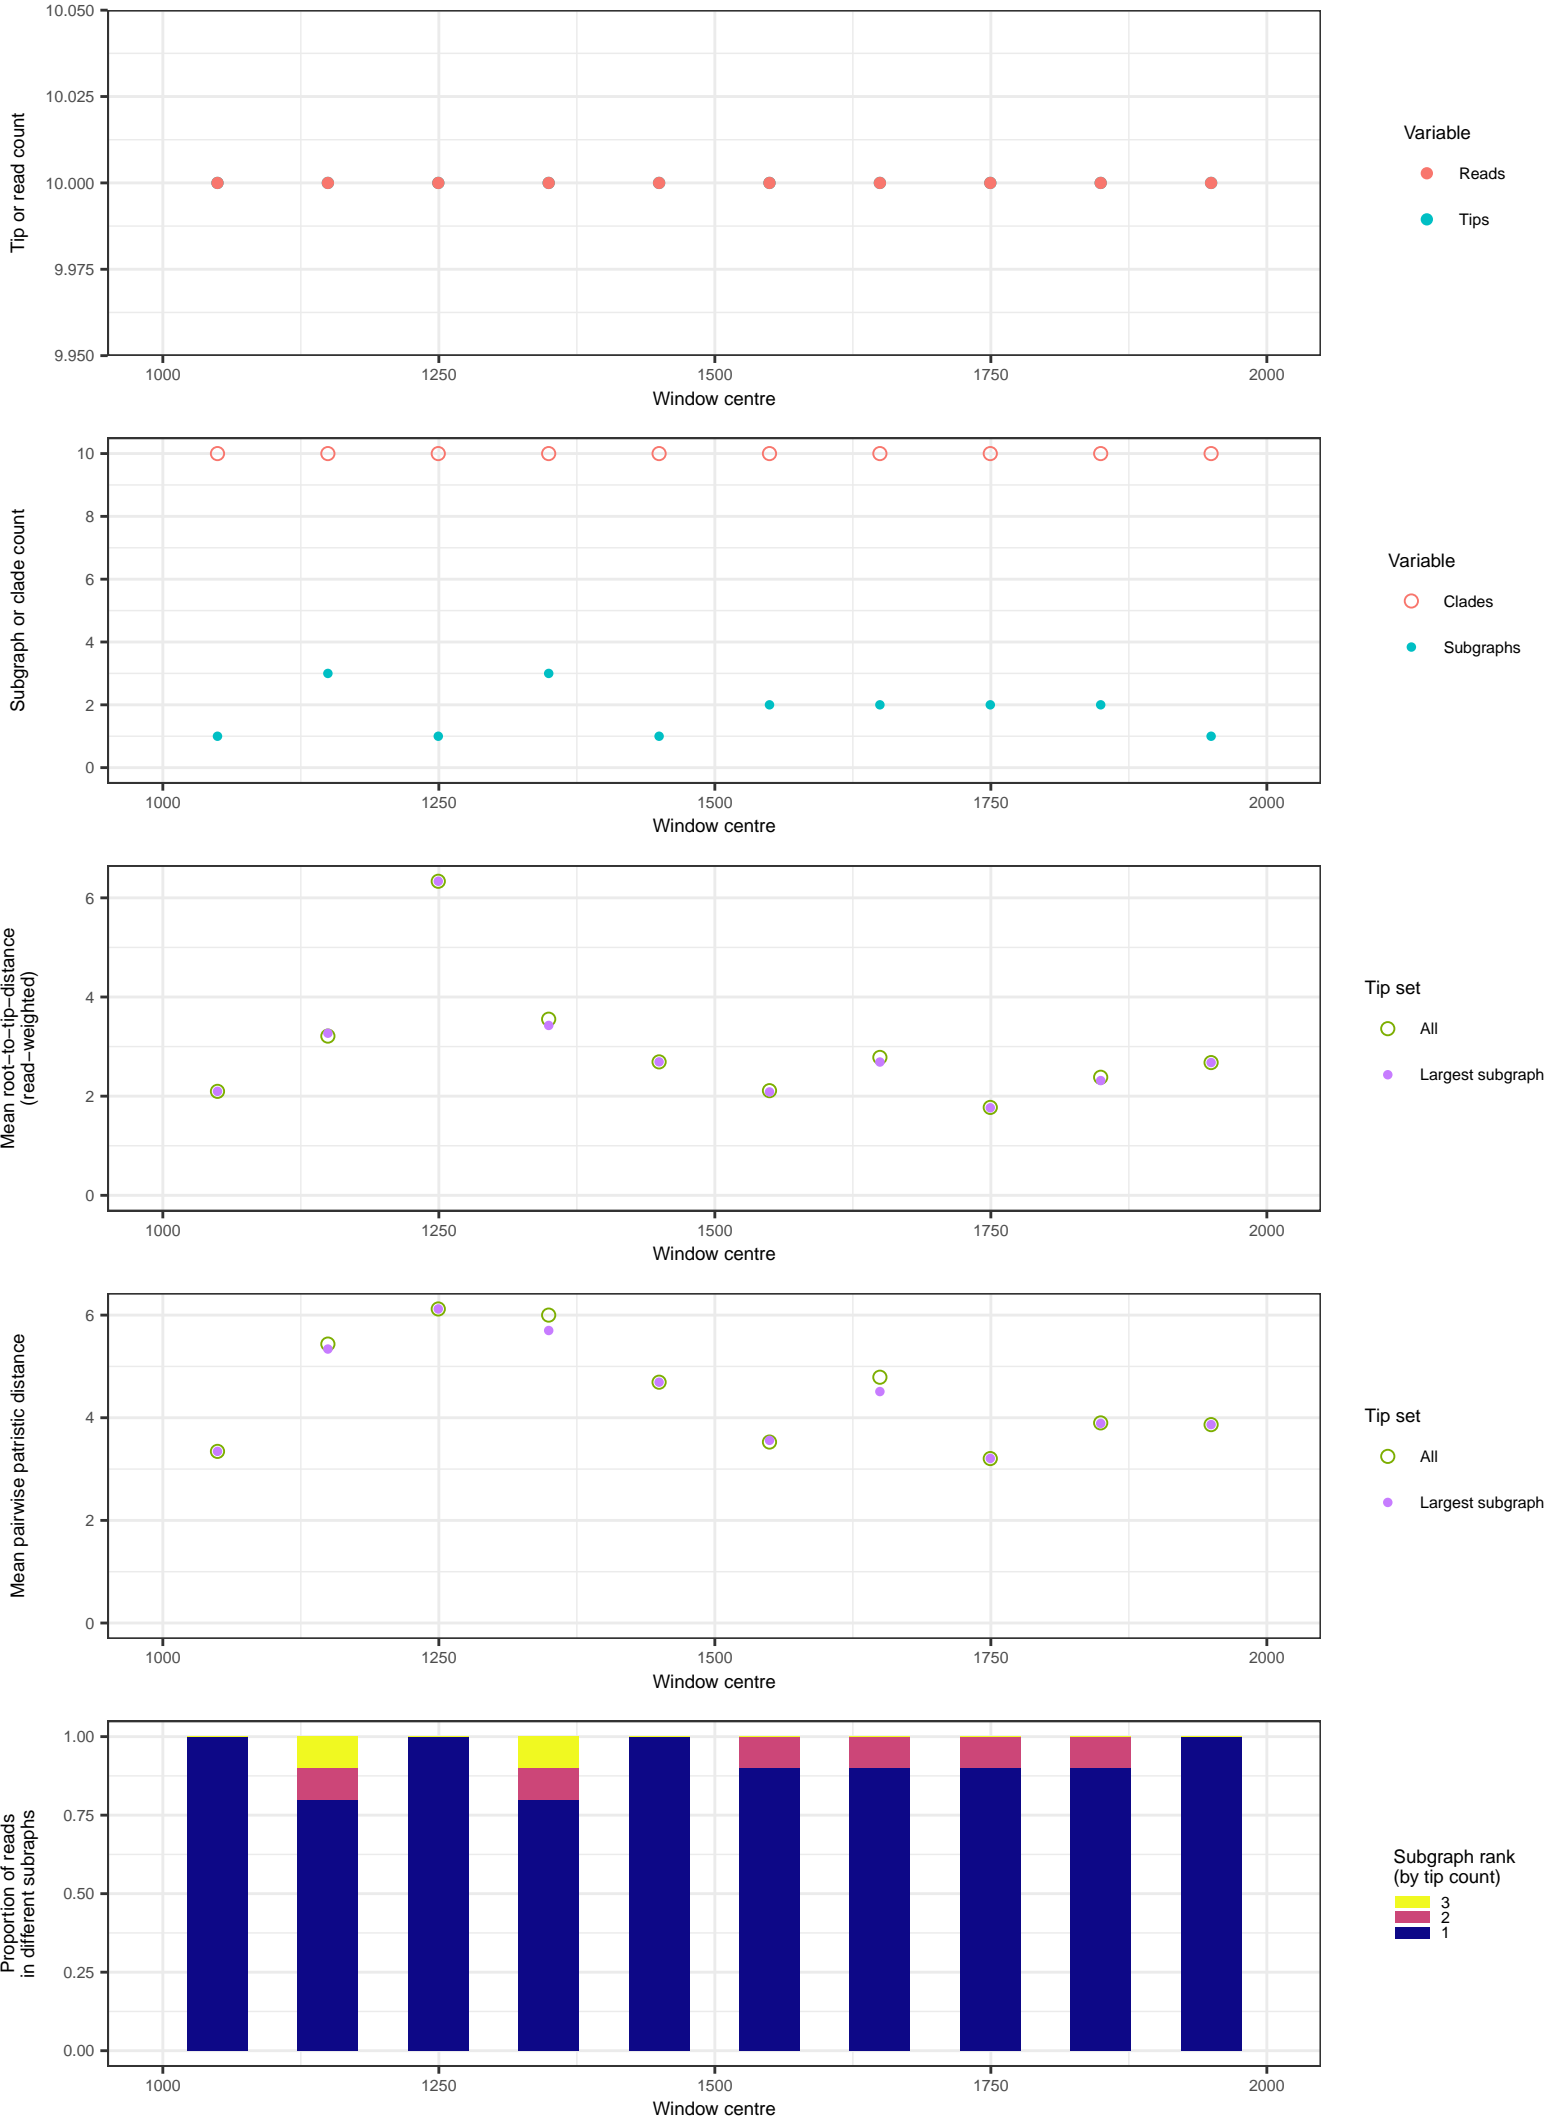 10.050
10.025
10.000
9.975
9.950
Tip or read count
1000 1250 1500 1750 2000
Window centre
Variable
Reads
Tips
10
8
6
4
2
0
Subgraph or clade count
1000 1250 1500 1750 2000
Window centre
Variable
Clades
Subgraphs
6
4
2
0
Mean root−to−tip−distance
(read−weighted)
1000 1250 1500 1750 2000
Window centre
Tip set
All
Largest subgraph
6
4
2
0
Mean pairwise patristic distance
1000 1250 1500 1750 2000
Window centre
Tip set
All
Largest subgraph
1.00
0.75
0.50
0.25
0.00
Proportion of reads
in different subraphs
1000 1250 1500 1750 2000
Window centre
Subgraph rank
(by tip count)
3
2
1